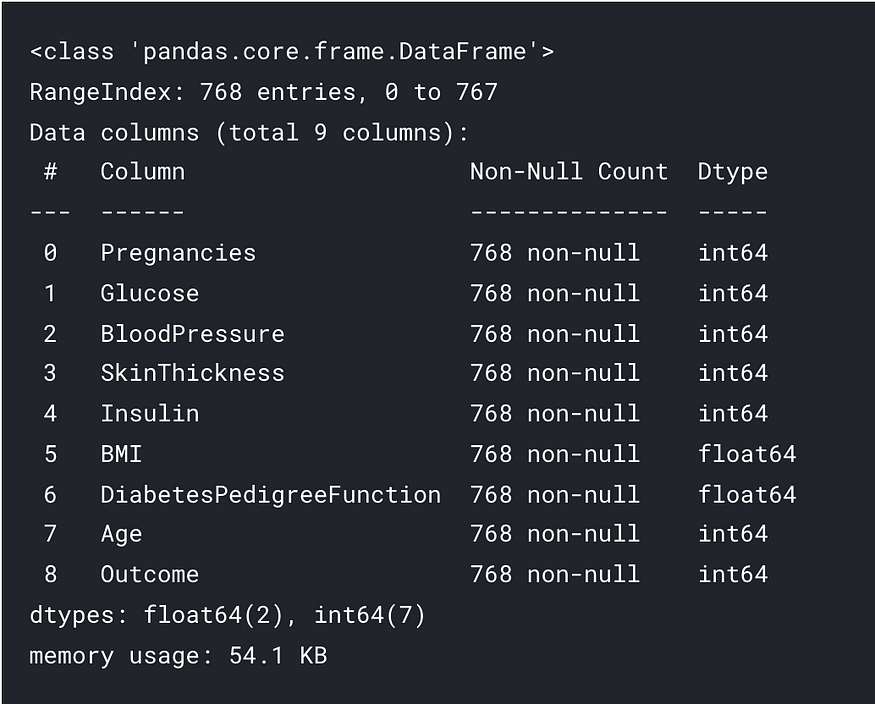 <class 'pandas.core.frame.DataFrame'>
RangeIndex: 768 entries, 0 to 767
Data columns (total 9 columns):
 #   Column                    Non-Null Count  Dtype
---  ------                    --------------  -----
 0   Pregnancies               768 non-null    int64
 1   Glucose                   768 non-null    int64
 2   BloodPressure             768 non-null    int64
 3   SkinThickness             768 non-null    int64
 4   Insulin                   768 non-null    int64
 5   BMI                       768 non-null    float64
 6   DiabetesPedigreeFunction  768 non-null    float64
 7   Age                       768 non-null    int64
 8   Outcome                   768 non-null    int64
dtypes: float64(2), int64(7)
memory usage: 54.1 KB